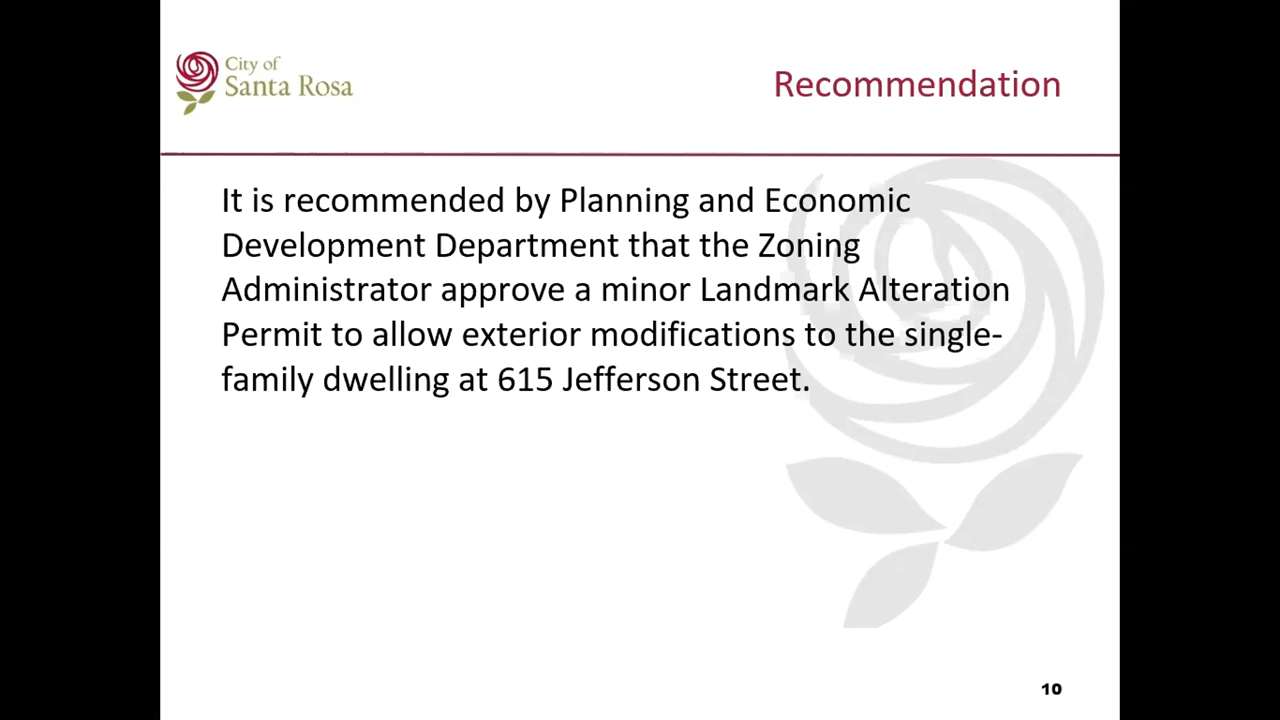 City of
Santa Rosa
Recommendation
It is recommended by Planning and Economic
Development Department that the Zoning
Administrator approve a minor Landmark Alteration
Permit to allow exterior modifications to the single-
family dwelling at 615 Jefferson Street.
10